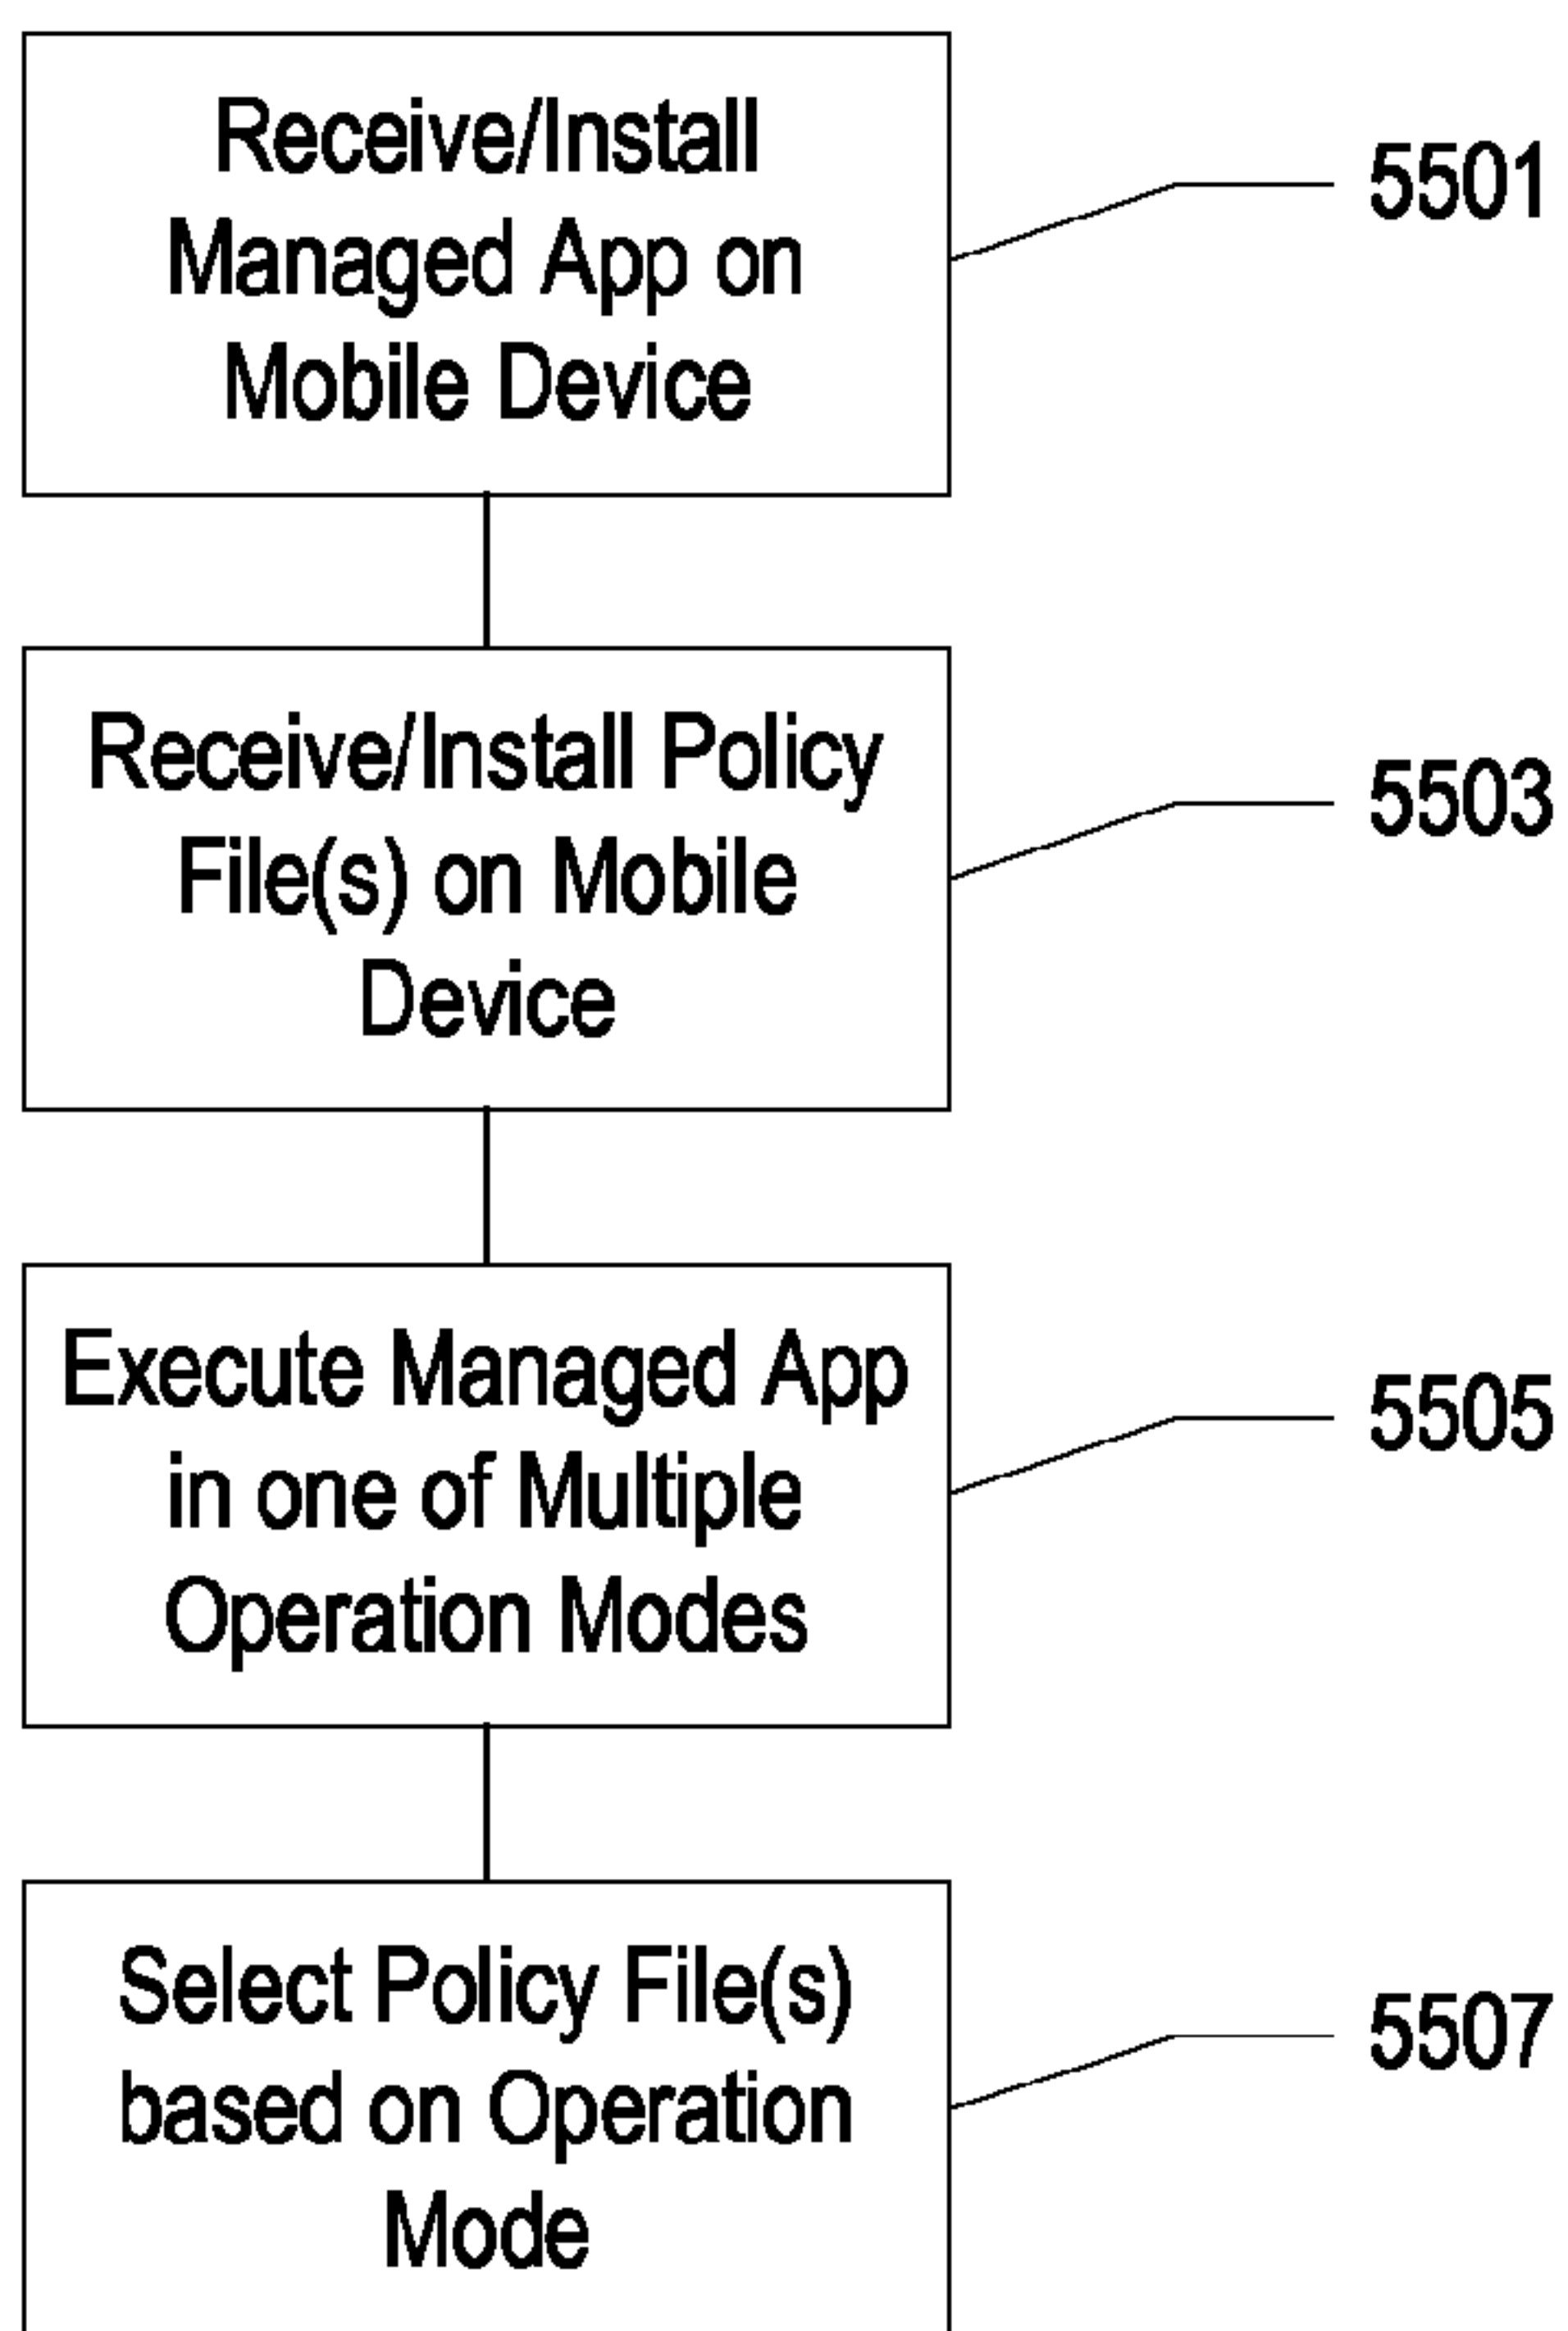 Receive/Install
Managed App on
Mobile Device
5501
Receive/Install Policy
File(s) on Mobile
Device
5503
Execute Managed App
in one of Multiple
Operation Modes
5505
Select Policy File(s)
based on Operation
Mode
5507